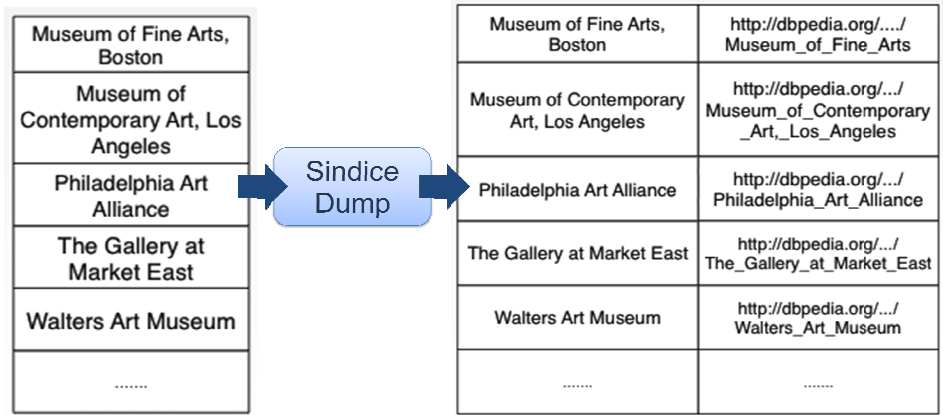 Museum of Fine Arts,
Boston
Museum of
Contemporary Art, Los
Angeles
Philadelphia Art
Alliance
The Gallery at
Market East
Walters Art Museum
.......
Sindice
Dump
Museum of Fine Arts,
Boston
http://dbpedia.org/..../
Museum_of_Fine_Arts
Museum of Contemporary
Art, Los Angeles
http://dbpedia.org/.../
Museum_of_Contemporary
_Art,_Los_Angeles
Philadelphia Art Alliance
http://dbpedia.org/.../
Philadelphia_Art_Alliance
The Gallery at Market East
http://dbpedia.org/.../
The_Gallery_at_Market_East
Walters Art Museum
http://dbpedia.org/.../
Walters_Art_Museum
.......
.......